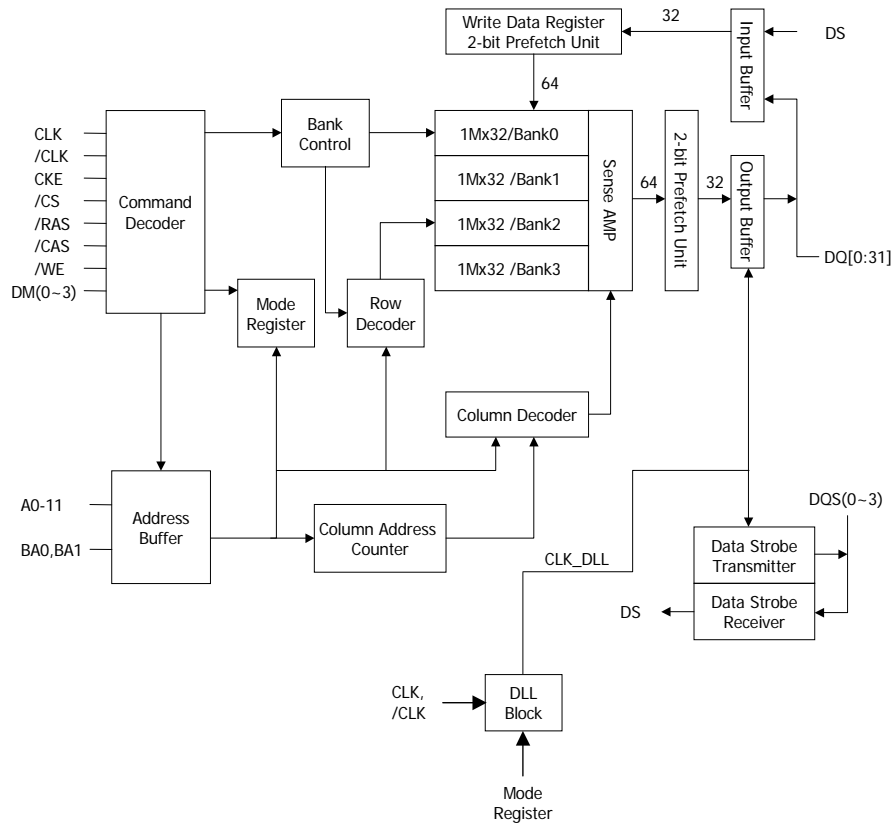 Write Data Register
2-bit Prefetch Unit
32
Input Buffer
DS
64
CLK
/CLK
CKE
/CS
/RAS
/CAS
/WE
DM(0~3)
Command
Decoder
Bank
Control
1Mx32/Bank0
1Mx32 /Bank1
1Mx32 /Bank2
1Mx32 /Bank3
Sense AMP
64
2-bit Prefetch Unit
32
Output Buffer
DQ[0:31]
Mode
Register
Row
Decoder
Column Decoder
A0-11
BA0,BA1
Address
Buffer
Column Address
Counter
CLK_DLL
DQS(0~3)
Data Strobe
Transmitter
Data Strobe
Receiver
DS
CLK,
/CLK
DLL
Block
Mode
Register